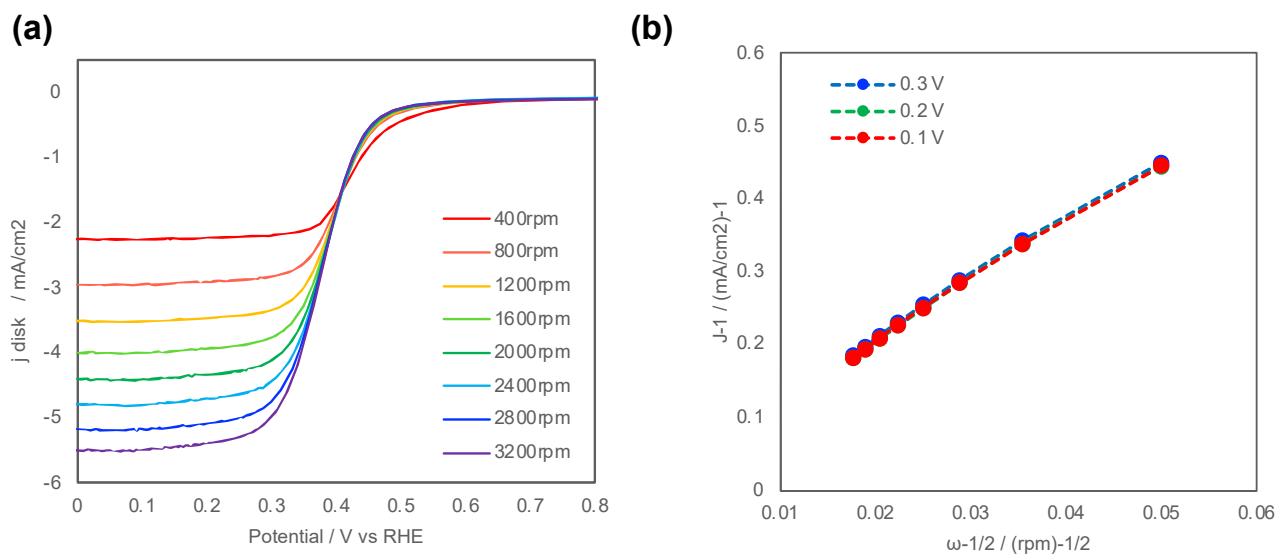 (a)
j disk / mA/cm2
0
-1
-2
-3
-4
-5
-6
400rpm
800rpm
1200rpm
1600rpm
2000rpm
2400rpm
2800rpm
3200rpm
0 0.1 0.2 0.3 0.4 0.5 0.6 0.7 0.8
Potential / V vs RHE
(b)
J-1 / (mA/cm2)-1
0.6
0.5
0.4
0.3
0.2
0.1
0
0.3 V
0.2 V
0.1 V
0.01 0.02 0.03 0.04 0.05 0.06
ω-1/2 / (rpm)-1/2